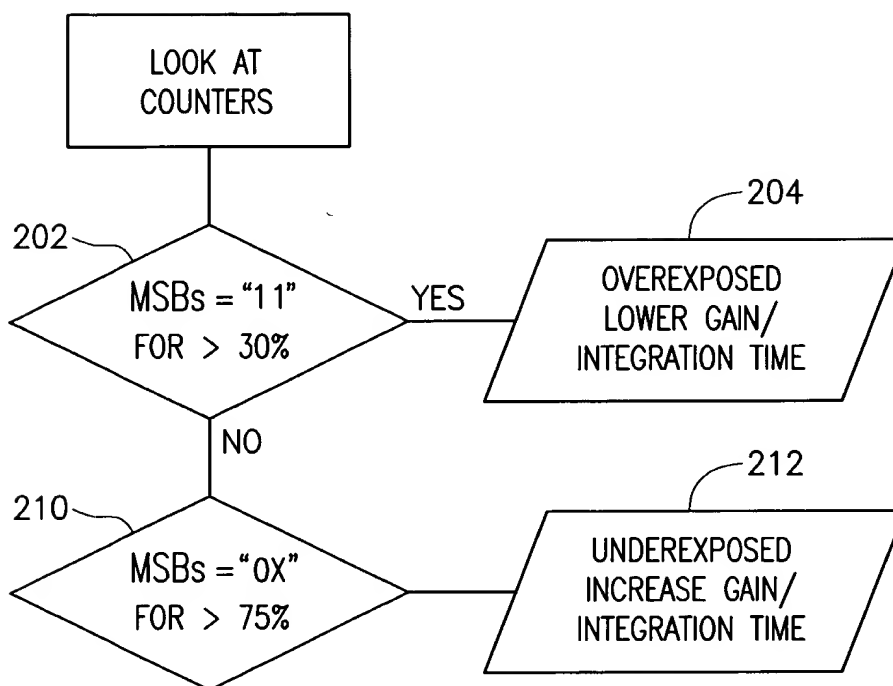 LOOK AT
COUNTERS
202
MSBs = “11”
FOR > 30%
YES
204
OVEREXPOSED
LOWER GAIN/
INTEGRATION TIME
NO
210
MSBs = “0X”
FOR > 75%
212
UNDEREXPOSED
INCREASE GAIN/
INTEGRATION TIME